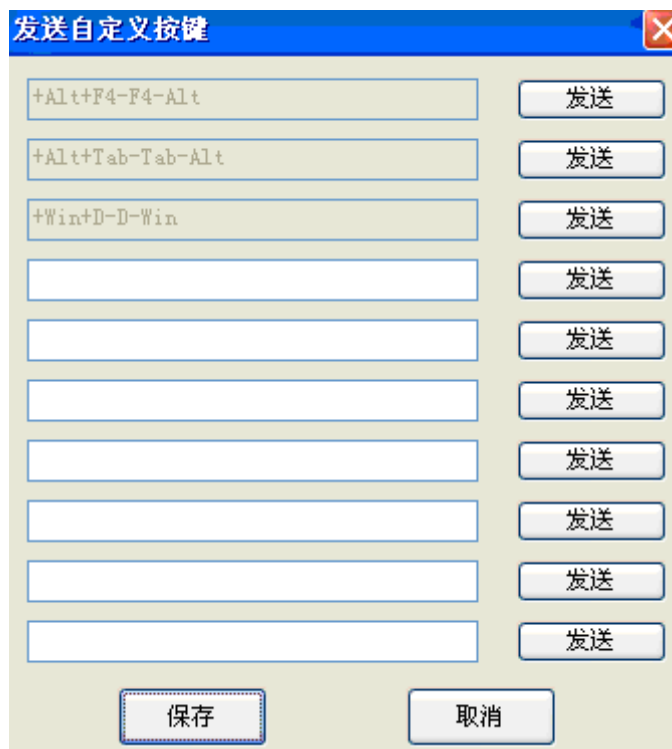 发送自定义按键
+Alt+F4-F4-Alt 发送
+Alt+Tab-Tab-Alt 发送
+Win+D-D-Win 发送
发送
发送
发送
发送
发送
发送
发送
保存 取消